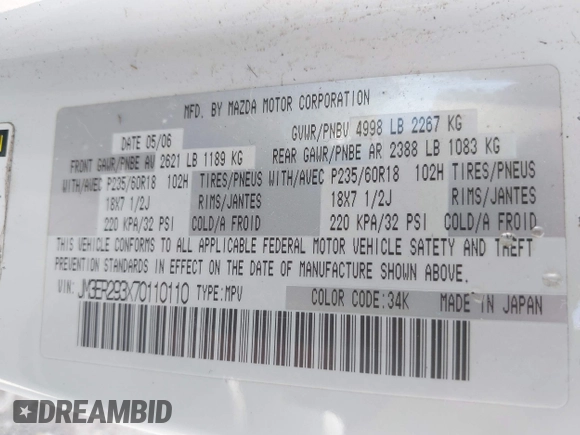 MFD. BY MAZDA MOTOR CORPORATION
DATE 05/06 GVWR/PNBV 4998 LB 2267 KG
FRONT GAWR/PNBE AV 2621 LB 1189 KG REAR GAWR/PNBE AR 2388 LB 1083 KG
WITH/AVEC P235/60R18 102H TIRES/PNEUS WITH/AVEC P235/60R18 102H TIRES/PNEUS
18X7 1/2J RIMS/JANTES 18X7 1/2J RIMS/JANTES
220 KPA/32 PSI COLD/A FROID 220 KPA/32 PSI COLD/A FROID
THIS VEHICLE CONFORMS TO ALL APPLICABLE FEDERAL MOTOR VEHICLE SAFETY AND THEFT
PREVENTION STANDARDS IN EFFECT ON THE DATE OF MANUFACTURE SHOWN ABOVE.
VIN: JM3ER293X70110110 TYPE:MPV COLOR CODE:34K MADE IN JAPAN
DREAMBID